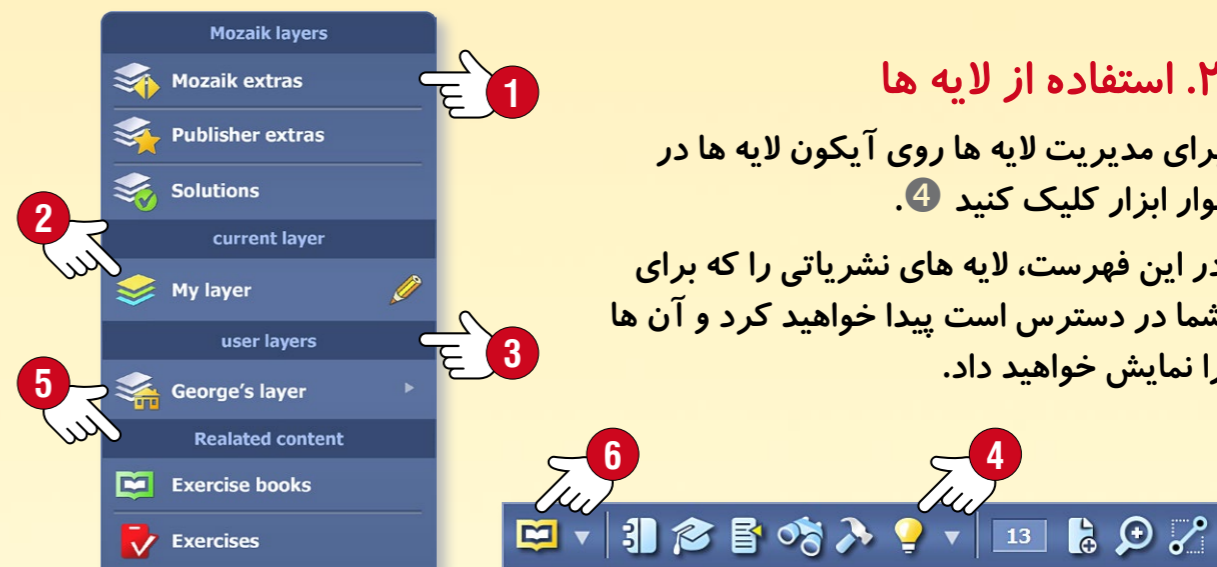 Mozaik layers
Mozaik extras
1
Publisher extras
Solutions
2
current layer
My layer
user layers
3
5
George's layer
Realated content
Exercise books
Exercises
۲. استفاده از لایه ها
برای مدیریت لایه ها روی آیکون لایه ها در
نوار ابزار کلیک کنید ❹.
در این فهرست، لایه های نشریاتی را که برای
شما در دسترس است پیدا خواهید کرد و آن ها
را نمایش خواهید داد.
6
4
13